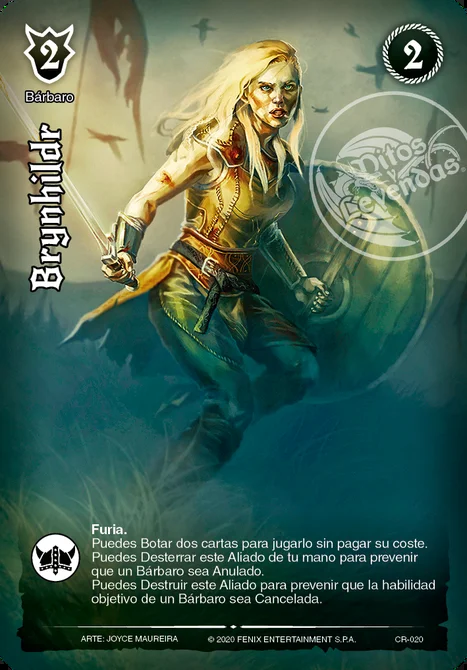 2
2
Bárbaro
Brynhildr
Mitos
y
Leyendas
Furia.
Puedes Botar dos cartas para jugarlo sin pagar su coste.
Puedes Desterrar este Aliado de tu mano para prevenir
que un Bárbaro sea Anulado.
Puedes Destruir este Aliado para prevenir que la habilidad
objetivo de un Bárbaro sea Cancelada.
ARTE: JOYCE MAUREIRA © 2020 FENIX ENTERTAINMENT S.P.A. CR-020